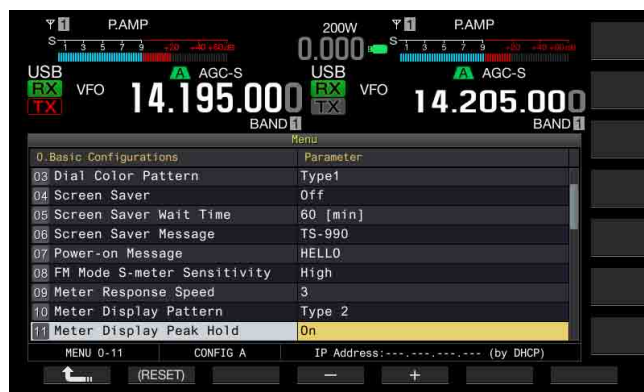 1 P.AMP 200W 1 P.AMP
S 1 3 5 7 9 +20 +40 +60dB 0.000 S 1 3 5 7 9 +20 +40 +60dB
USB A AGC-S USB A AGC-S
RX VFO 14.195.000 RX VFO 14.205.000
TX TX
BAND 1 BAND 1
Menu
0.Basic Configurations Parameter
03 Dial Color Pattern Type1
04 Screen Saver Off
05 Screen Saver Wait Time 60 [min]
06 Screen Saver Message TS-990
07 Power-on Message HELLO
08 FM Mode S-meter Sensitivity High
09 Meter Response Speed 3
10 Meter Display Pattern Type 2
11 Meter Display Peak Hold On
MENU 0-11 CONFIG A IP Address:---.---.---.--- (by DHCP)
(RESET) − +